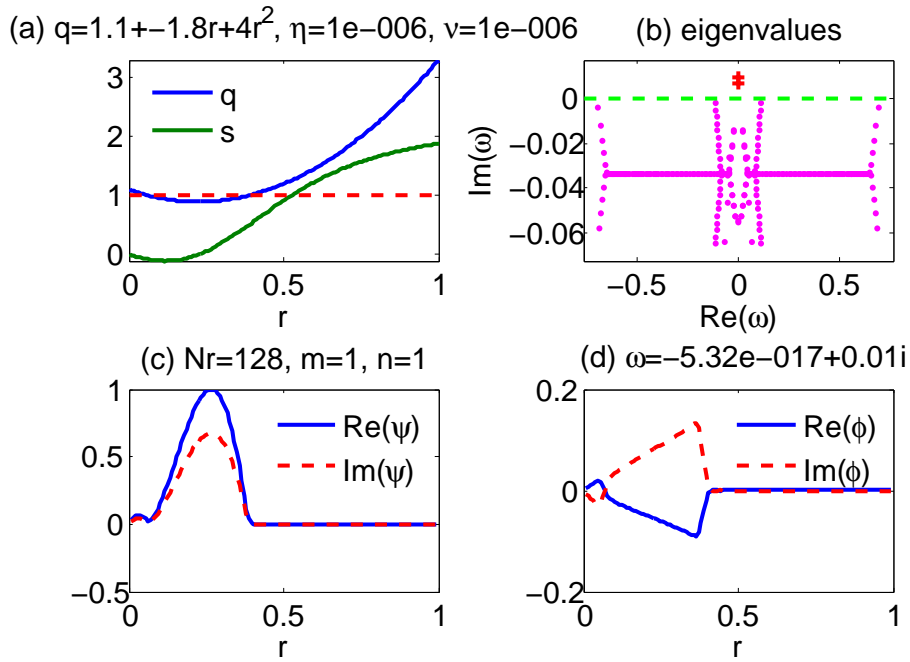 (a) q=1.1+−1.8r+4r², η=1e−006, ν=1e−006
3
2
1
0
q
s
0
0.5
1
r
(b) eigenvalues
0
−0.02
−0.04
−0.06
Im(ω)
−0.5
0
0.5
Re(ω)
(c) Nr=128, m=1, n=1
1
0.5
0
−0.5
Re(ψ)
Im(ψ)
0
0.5
1
r
(d) ω=−5.32e−017+0.01i
0.2
0
−0.2
Re(ϕ)
Im(ϕ)
0
0.5
1
r